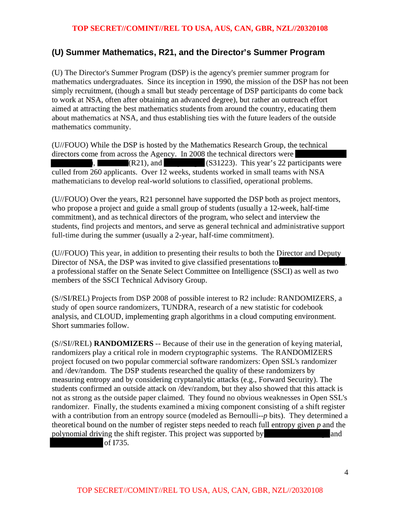 TOP SECRET//COMINT//REL TO USA, AUS, CAN, GBR, NZL//20320108
(U) Summer Mathematics, R21, and the Director's Summer Program
(U) The Director's Summer Program (DSP) is the agency's premier summer program for
mathematics undergraduates. Since its inception in 1990, the mission of the DSP has not been
simply recruitment, (though a small but steady percentage of DSP participants do come back
to work at NSA, often after obtaining an advanced degree), but rather an outreach effort
aimed at attracting the best mathematics students from around the country, educating them
about mathematics at NSA, and thus establishing ties with the future leaders of the outside
mathematics community.
(U//FOUO) While the DSP is hosted by the Mathematics Research Group, the technical
directors come from across the Agency. In 2008 the technical directors were
), (R21), and (S31223). This year's 22 participants were
culled from 260 applicants. Over 12 weeks, students worked in small teams with NSA
mathematicians to develop real-world solutions to classified, operational problems.
(U//FOUO) Over the years, R21 personnel have supported the DSP both as project mentors,
who propose a project and guide a small group of students (usually a 12-week, half-time
commitment), and as technical directors of the program, who select and interview the
students, find projects and mentors, and serve as general technical and administrative support
full-time during the summer (usually a 2-year, half-time commitment).
(U//FOUO) This year, in addition to presenting their results to both the Director and Deputy
Director of NSA, the DSP was invited to give classified presentations to ,
a professional staffer on the Senate Select Committee on Intelligence (SSCI) as well as two
members of the SSCI Technical Advisory Group.
(S//SI//REL) Projects from DSP 2008 of possible interest to R2 include: RANDOMIZERS, a
study of open source randomizers, TUNDRA, research of a new statistic for codebook
analysis, and CLOUD, implementing graph algorithms in a cloud computing environment.
Short summaries follow.
(S//SI//REL) RANDOMIZERS -- Because of their use in the generation of keying material,
randomizers play a critical role in modern cryptographic systems. The RANDOMIZERS
project focused on two popular commercial software randomizers: Open SSL's randomizer
and /dev/random. The DSP students researched the quality of these randomizers by
measuring entropy and by considering cryptanalytic attacks (e.g., Forward Security). The
students confirmed an outside attack on /dev/random, but they also showed that this attack is
not as strong as the outside paper claimed. They found no obvious weaknesses in Open SSL's
randomizer. Finally, the students examined a mixing component consisting of a shift register
with a contribution from an entropy source (modeled as Bernoulli--p bits). They determined a
theoretical bound on the number of register steps needed to reach full entropy given p and the
polynomial driving the shift register. This project was supported by and
of I735.
4
TOP SECRET//COMINT//REL TO USA, AUS, CAN, GBR, NZL//20320108